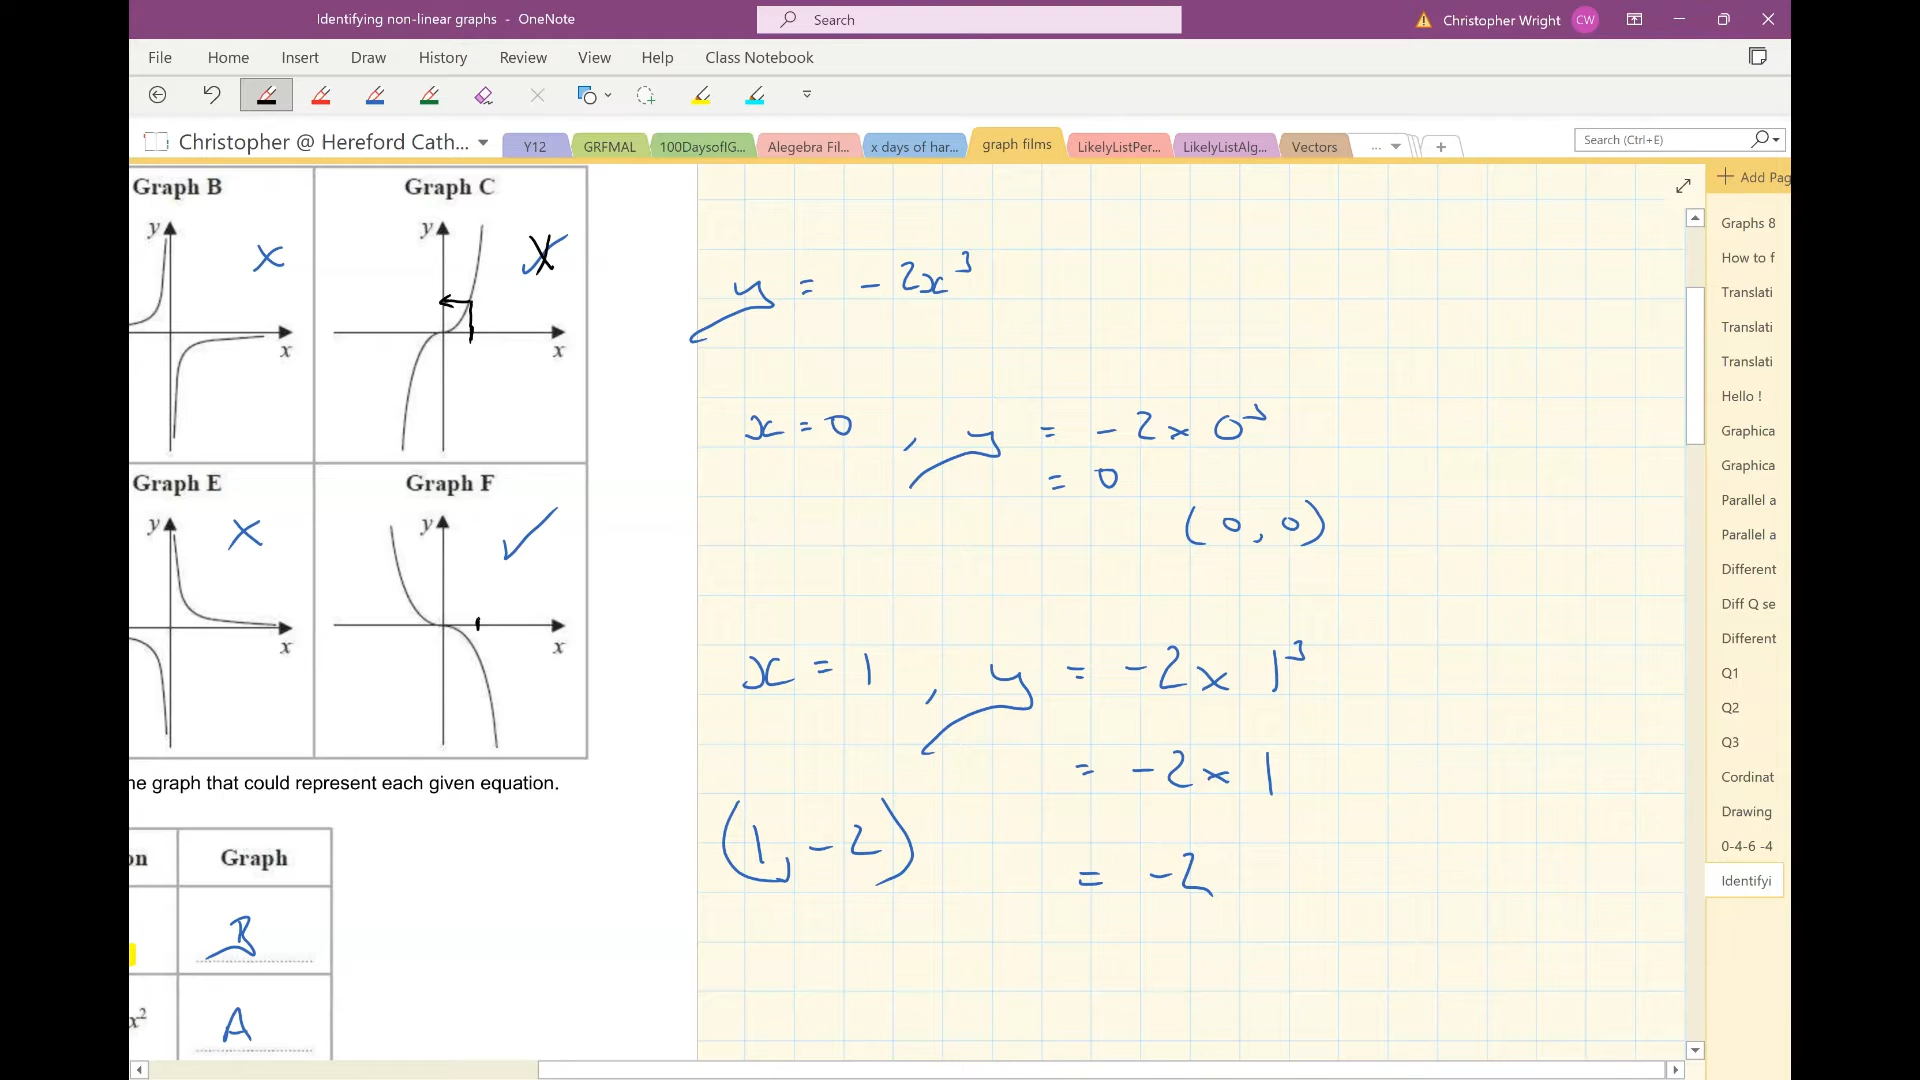 Identifying non-linear graphs - OneNote
Search
Christopher Wright CW
File Home Insert Draw History Review View Help Class Notebook
Christopher @ Hereford Cath...
Y12 GRFMAL 100DaysofIG... Alegebra Fil... x days of har... graph films LikelyListPer... LikelyListAlg... Vectors ... +
Search (Ctrl+E)
Add Pag
Graphs 8
How to f
Translati
Translati
Translati
Hello !
Graphica
Graphica
Parallel a
Parallel a
Different
Diff Q se
Different
Q1
Q2
Q3
Cordinat
Drawing
0-4-6 -4
Identifyi
Graph B
y
x
x
Graph C
y
x
Graph E
y
x
x
Graph F
y
x
he graph that could represent each given equation.
on Graph
B
x² A
y = - 2x³
x = 0 , y = - 2 x 0³
= 0
(0, 0)
x = 1 , y = -2 x 1³
= -2 x 1
(1, -2)
= -2